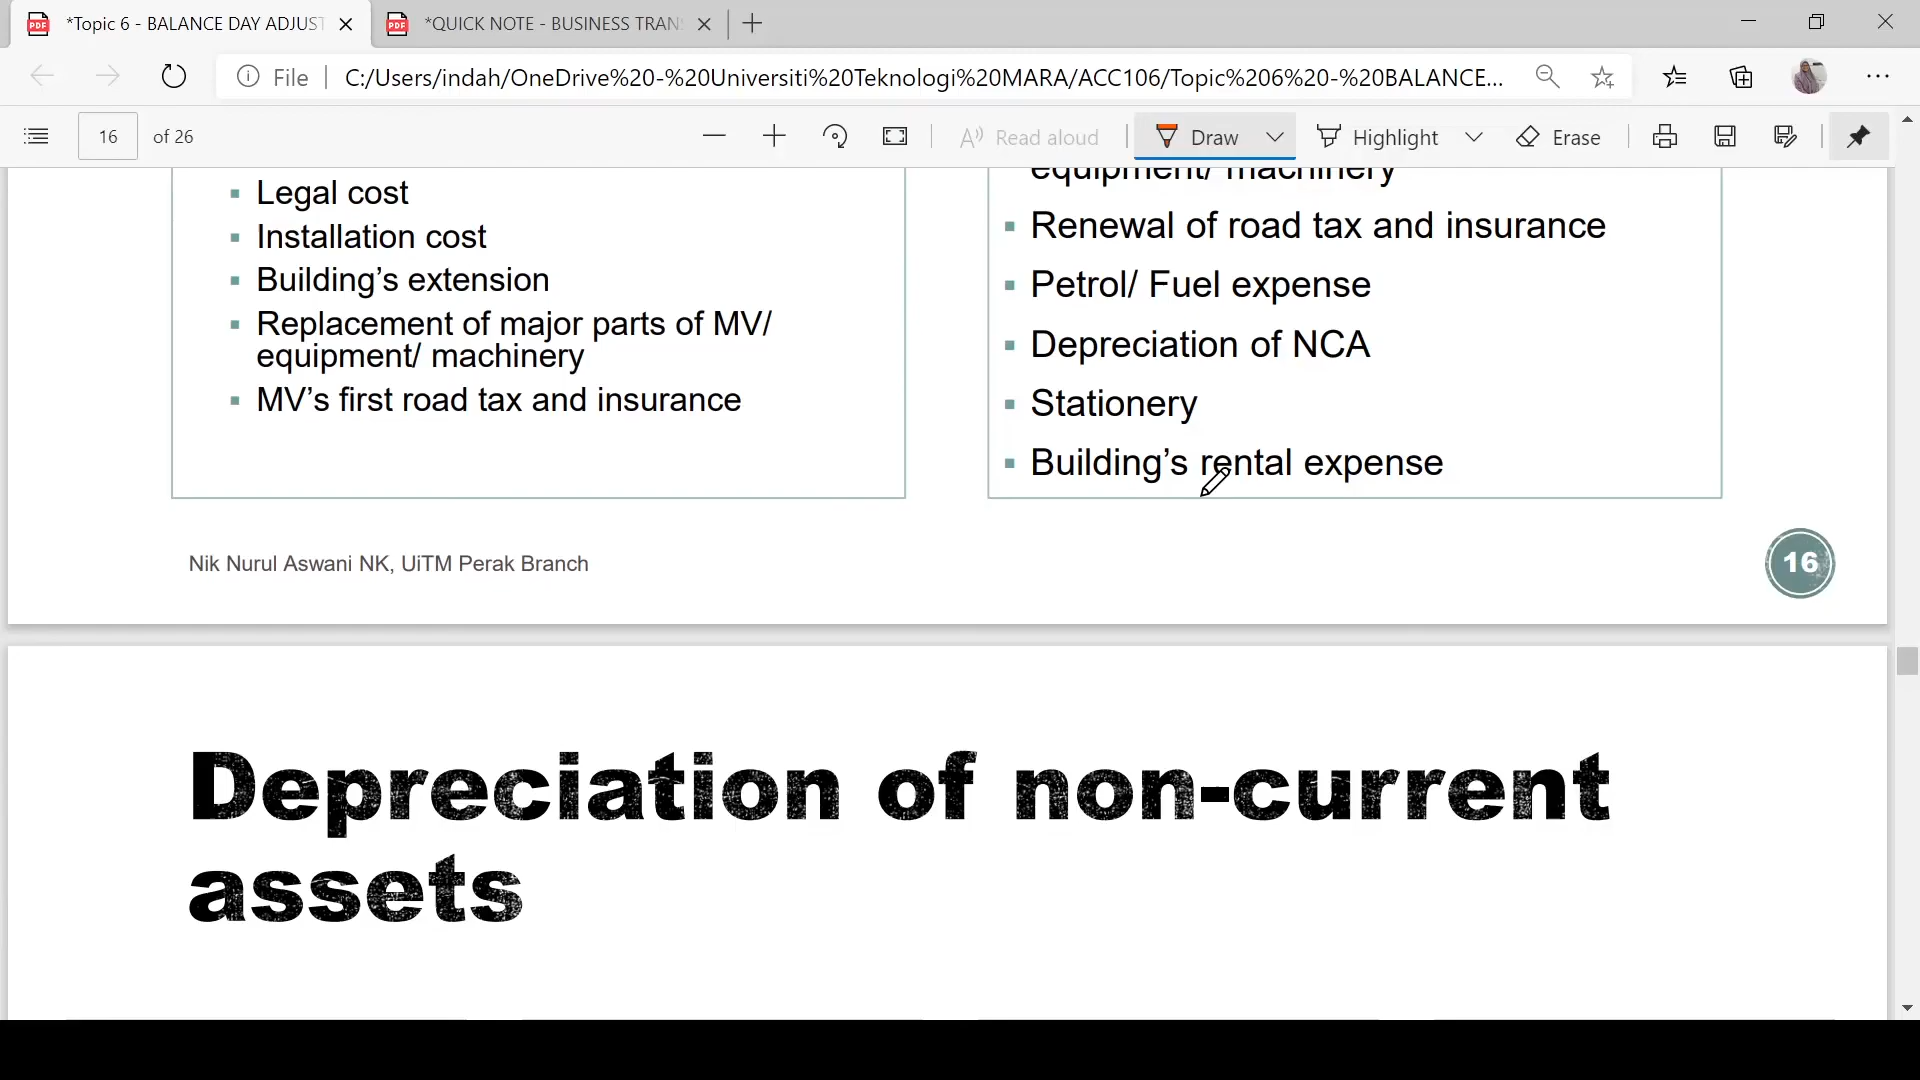 *Topic 6 - BALANCE DAY ADJUST
*QUICK NOTE - BUSINESS TRAN
File
C:/Users/indah/OneDrive%20-%20Universiti%20Teknologi%20MARA/ACC106/Topic%206%20-%20BALANCE...
16 of 26
Read aloud
Draw
Highlight
Erase
Legal cost
Installation cost
Building’s extension
Replacement of major parts of MV/
equipment/ machinery
MV’s first road tax and insurance
equipment/ machinery
Renewal of road tax and insurance
Petrol/ Fuel expense
Depreciation of NCA
Stationery
Building’s rental expense
Nik Nurul Aswani NK, UiTM Perak Branch
16
Depreciation of non-current
assets